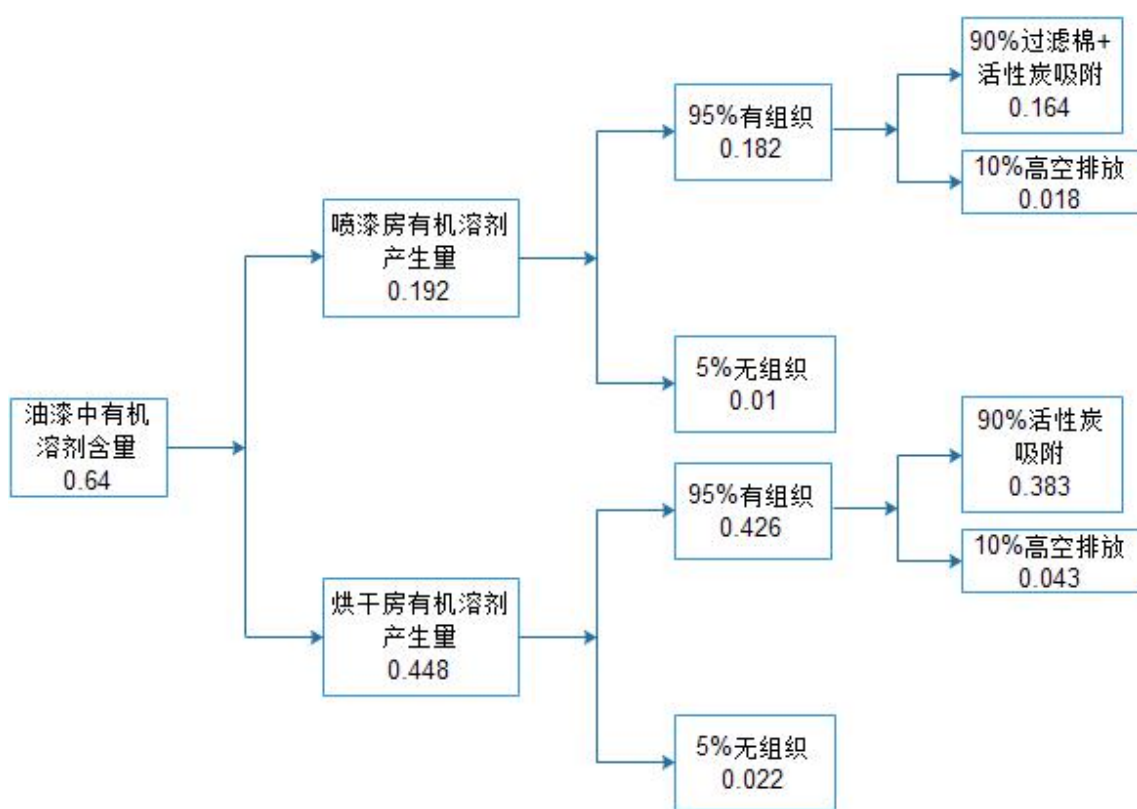 油漆中有机
溶剂含量
0.64
喷漆房有机溶剂
产生量
0.192
95%有组织
0.182
90%过滤棉+
活性炭吸附
0.164
10%高空排放
0.018
5%无组织
0.01
烘干房有机溶剂
产生量
0.448
95%有组织
0.426
90%活性炭
吸附
0.383
10%高空排放
0.043
5%无组织
0.022